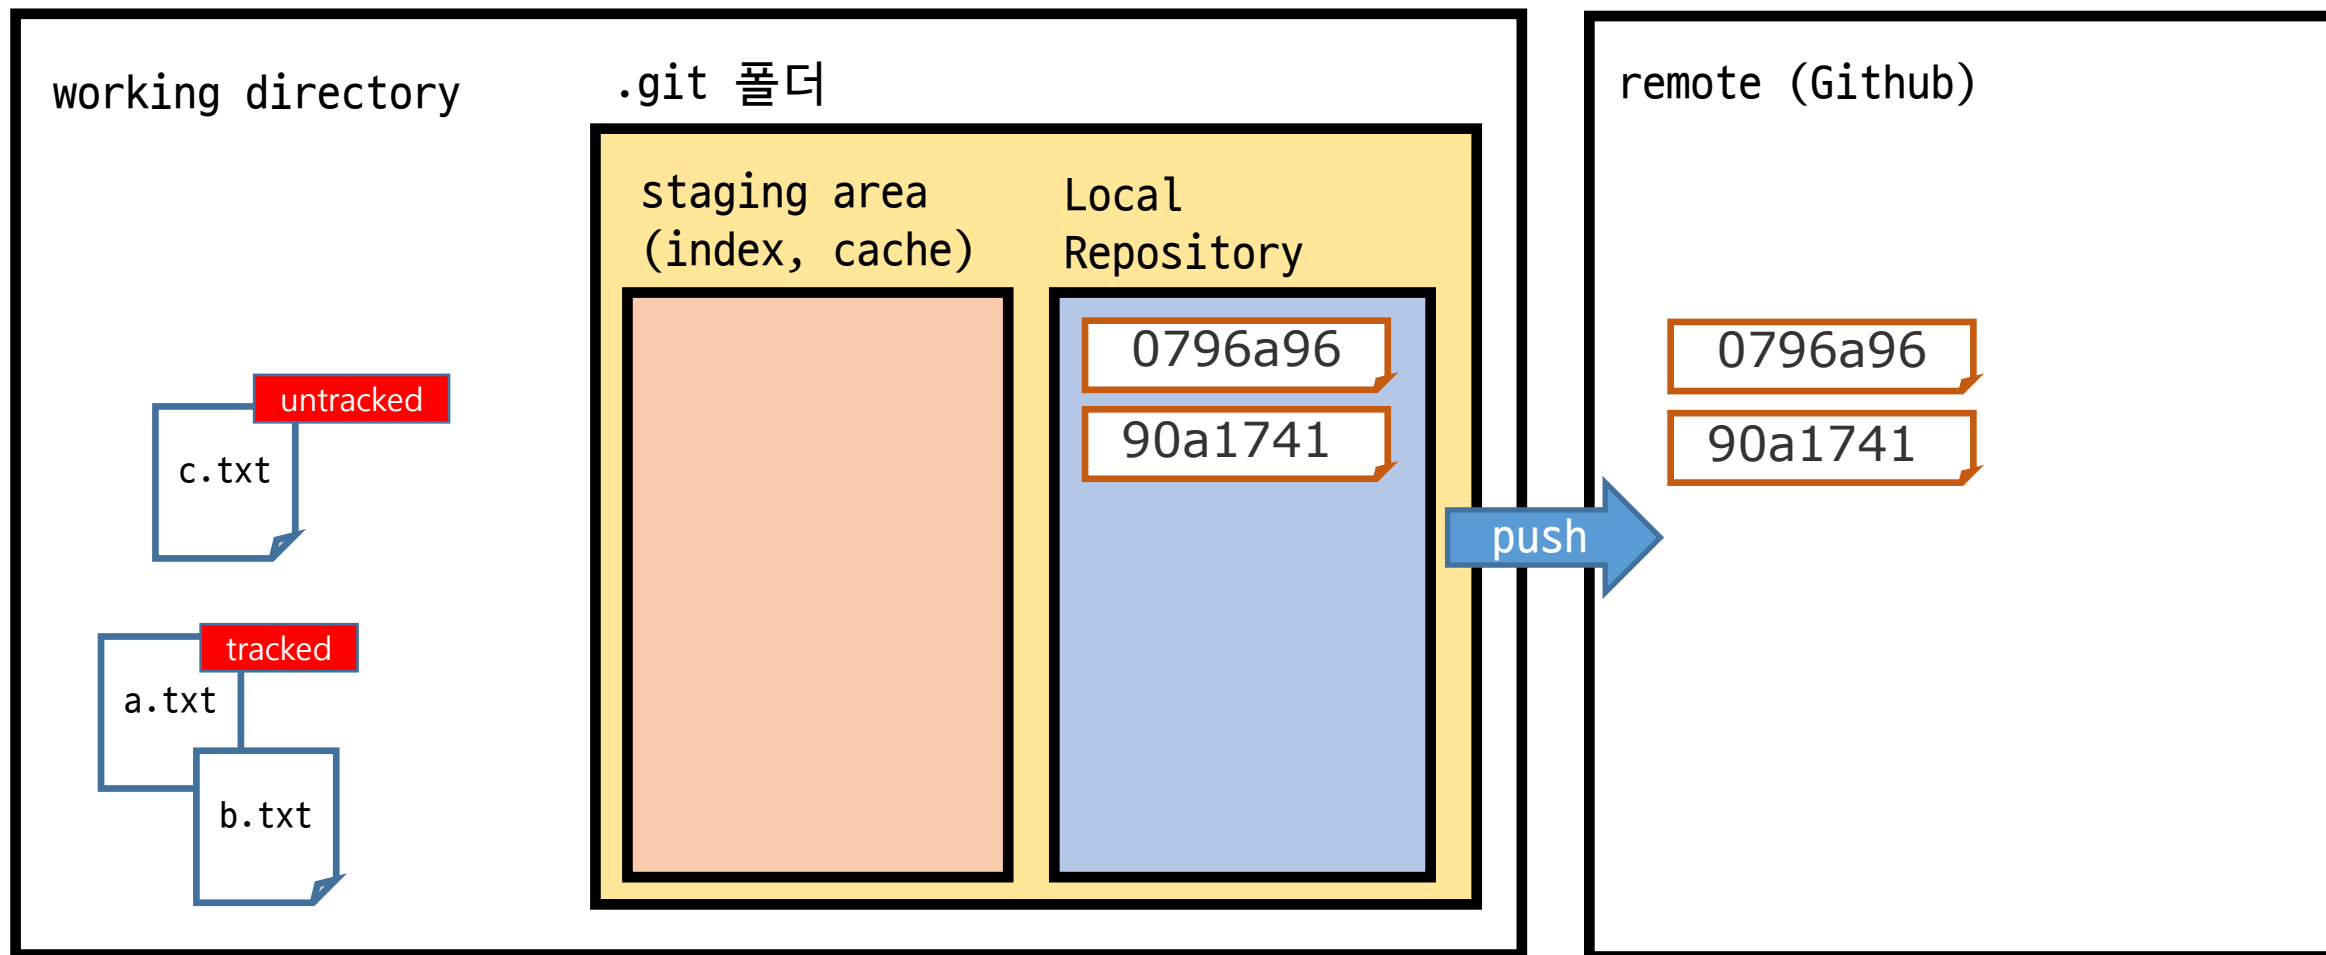 working directory
.git 폴더
remote (Github)
staging area
(index, cache)
Local
Repository
0796a96
90a1741
0796a96
90a1741
push
untracked
c.txt
tracked
a.txt
b.txt